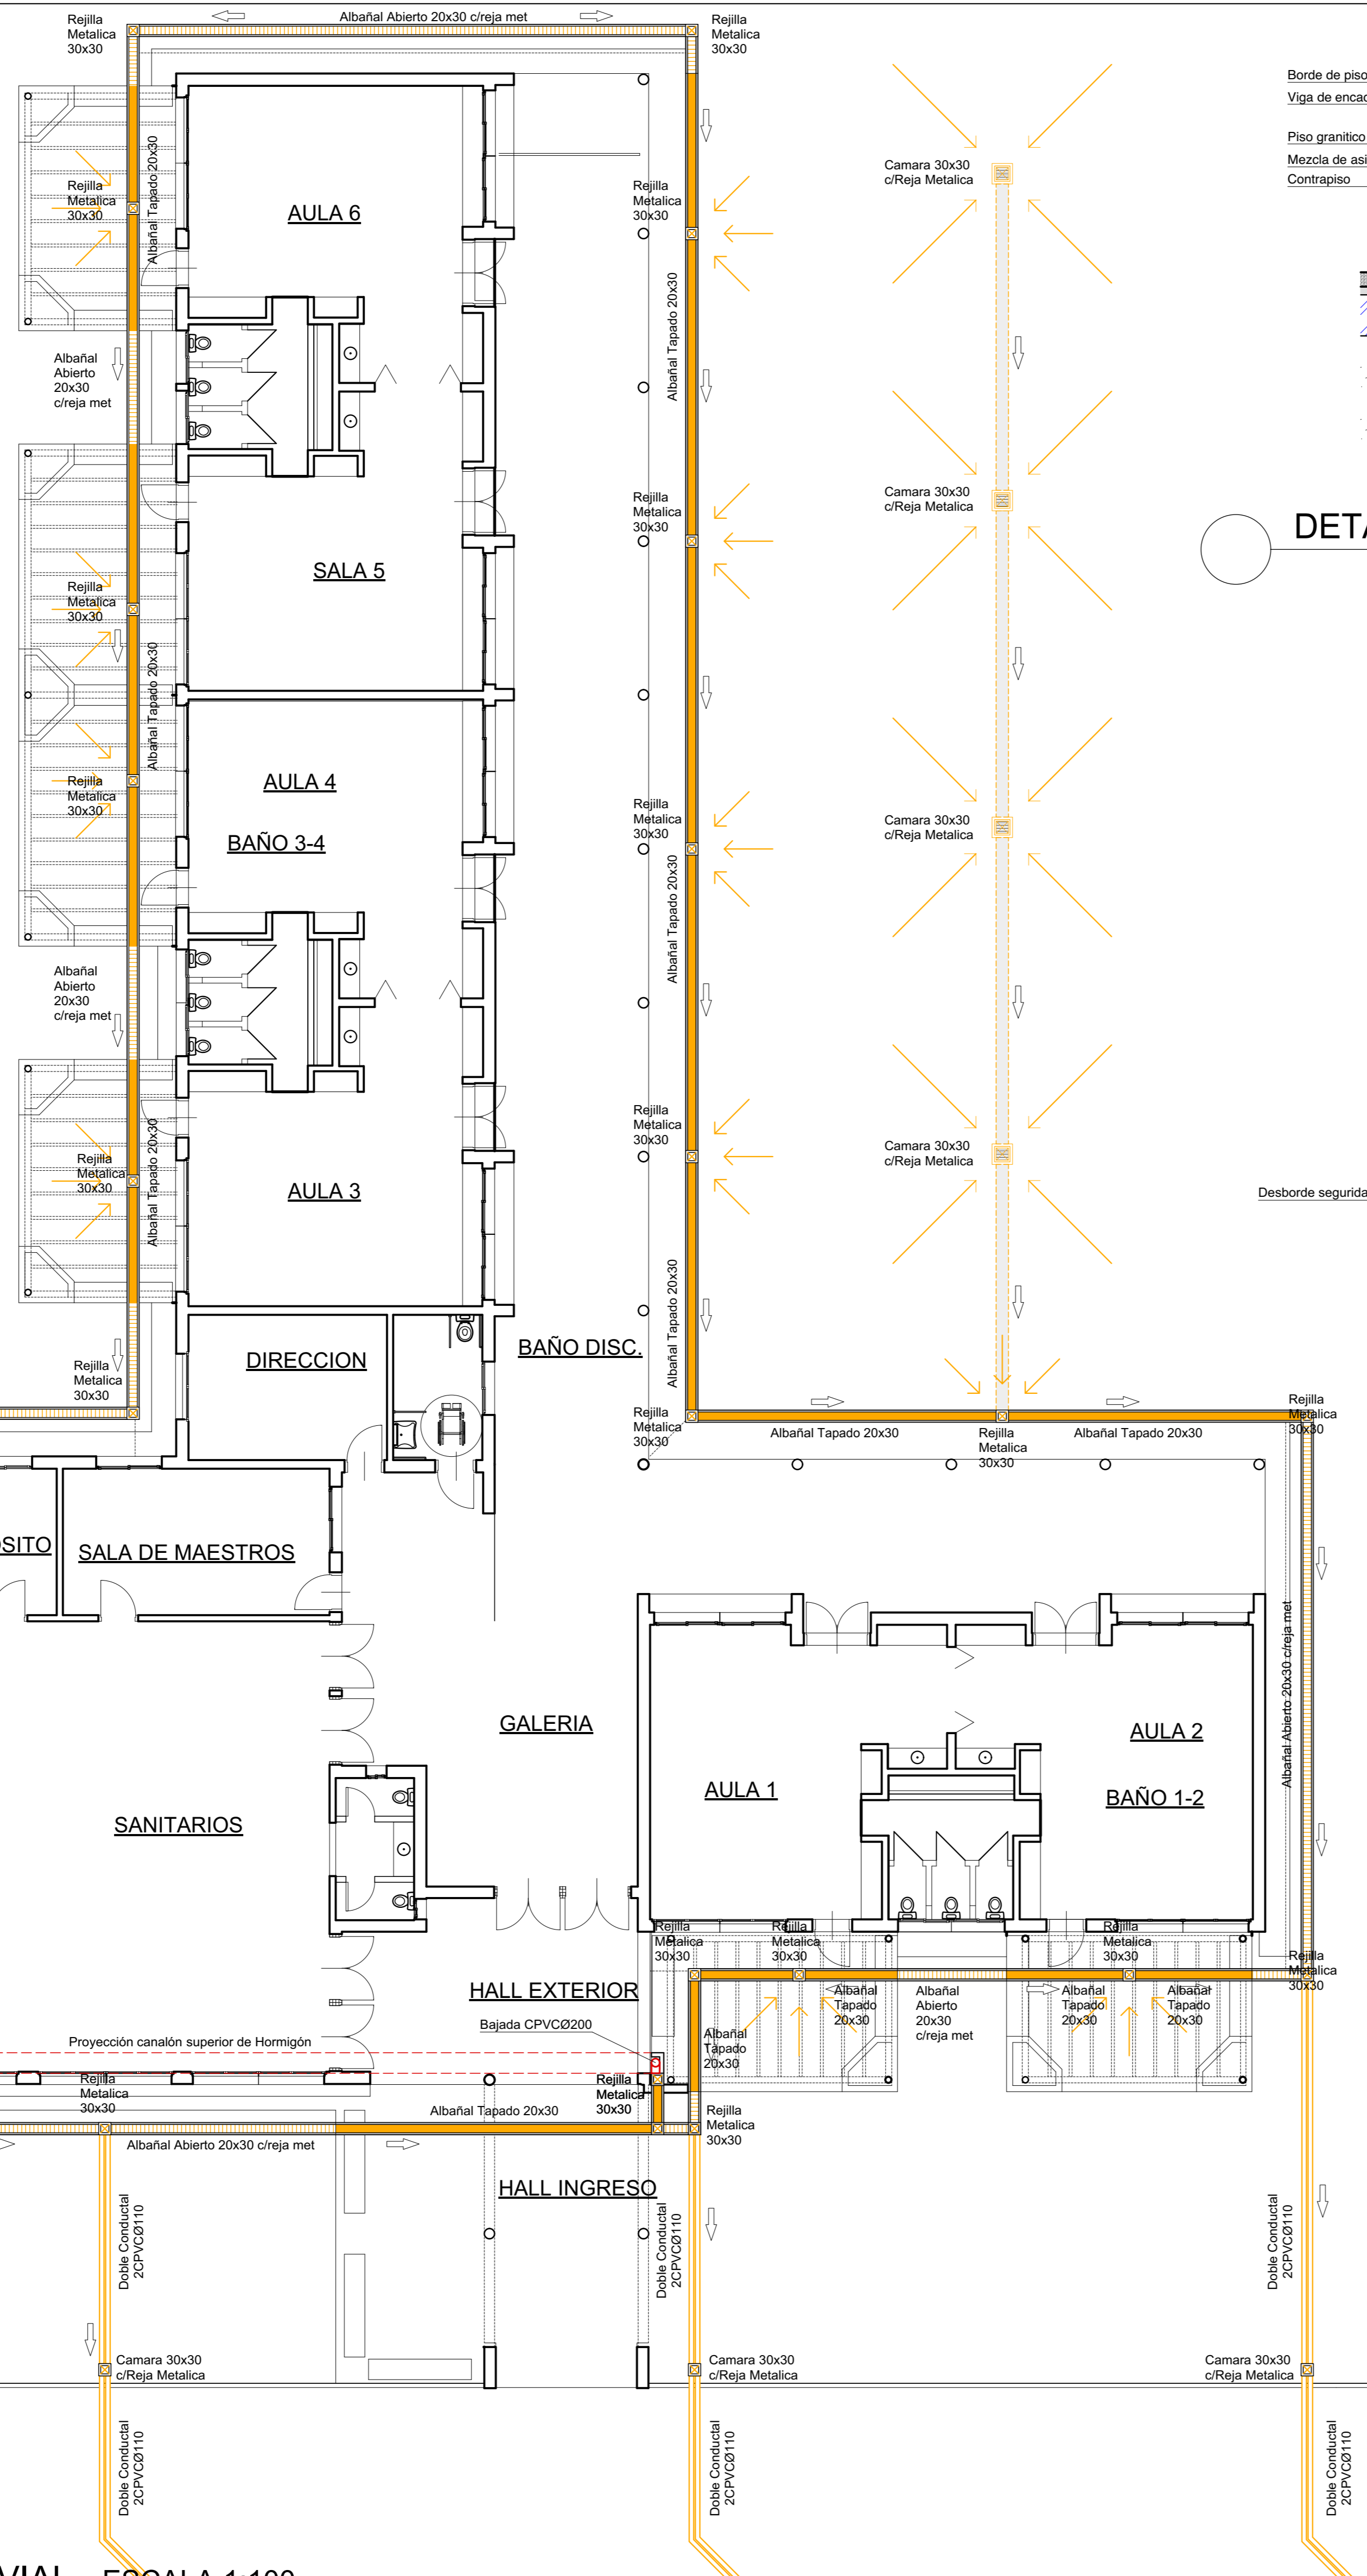 Rejilla
Metalica
30x30
Albañal Abierto 20x30 c/reja met
Rejilla
Metalica
30x30
Borde de piso
Viga de enca
Piso granitico
Mezcla de asi
Contrapiso
Albañal Tapado 20x30
Rejilla
Metalica
30x30
AULA 6
Rejilla
Metalica
30x30
Camara 30x30
c/Reja Metalica
Albañal Tapado 20x30
Albañal
Abierto
20x30
c/reja met
Rejilla
Metalica
30x30
Camara 30x30
c/Reja Metalica
DETA
SALA 5
Rejilla
Metalica
30x30
Albañal Tapado 20x30
AULA 4
Rejilla
Metalica
30x30
BAÑO 3-4
Rejilla
Metalica
30x30
Camara 30x30
c/Reja Metalica
Albañal Tapado 20x30
Albañal
Abierto
20x30
c/reja met
Rejilla
Metalica
30x30
Camara 30x30
c/Reja Metalica
Albañal Tapado 20x30
Rejilla
Metalica
30x30
AULA 3
Desborde segurida
Albañal Tapado 20x30
DIRECCION
BAÑO DISC.
Rejilla
Metalica
30x30
Rejilla
Metalica
30x30
Albañal Tapado 20x30
Rejilla
Metalica
30x30
Albañal Tapado 20x30
Rejilla
Metalica
30x30
OSITO
SALA DE MAESTROS
Albañal Abierto 20x30 c/reja met
GALERIA
AULA 2
AULA 1
BAÑO 1-2
SANITARIOS
Rejilla
Metalica
30x30
Rejilla
Metalica
30x30
Rejilla
Metalica
30x30
Rejilla
Metalica
30x30
HALL EXTERIOR
Albañal
Tapado
20x30
Albañal
Abierto
20x30
c/reja met
Albañal
Tapado
20x30
Albañal
Tapado
20x30
Bajada CPVCØ200
Albañal
Tapado
20x30
Proyección canalón superior de Hormigón
Rejilla
Metalica
30x30
Rejilla
Metalica
30x30
Albañal Tapado 20x30
Rejilla
Metalica
30x30
Albañal Abierto 20x30 c/reja met
HALL INGRESO
Doble Conductal
2CPVCØ110
Doble Conductal
2CPVCØ110
Doble Conductal
2CPVCØ110
Camara 30x30
c/Reja Metalica
Camara 30x30
c/Reja Metalica
Camara 30x30
c/Reja Metalica
Doble Conductal
2CPVCØ110
Doble Conductal
2CPVCØ110
Doble Conductal
2CPVCØ110
VIAL - ESCALA 1:100